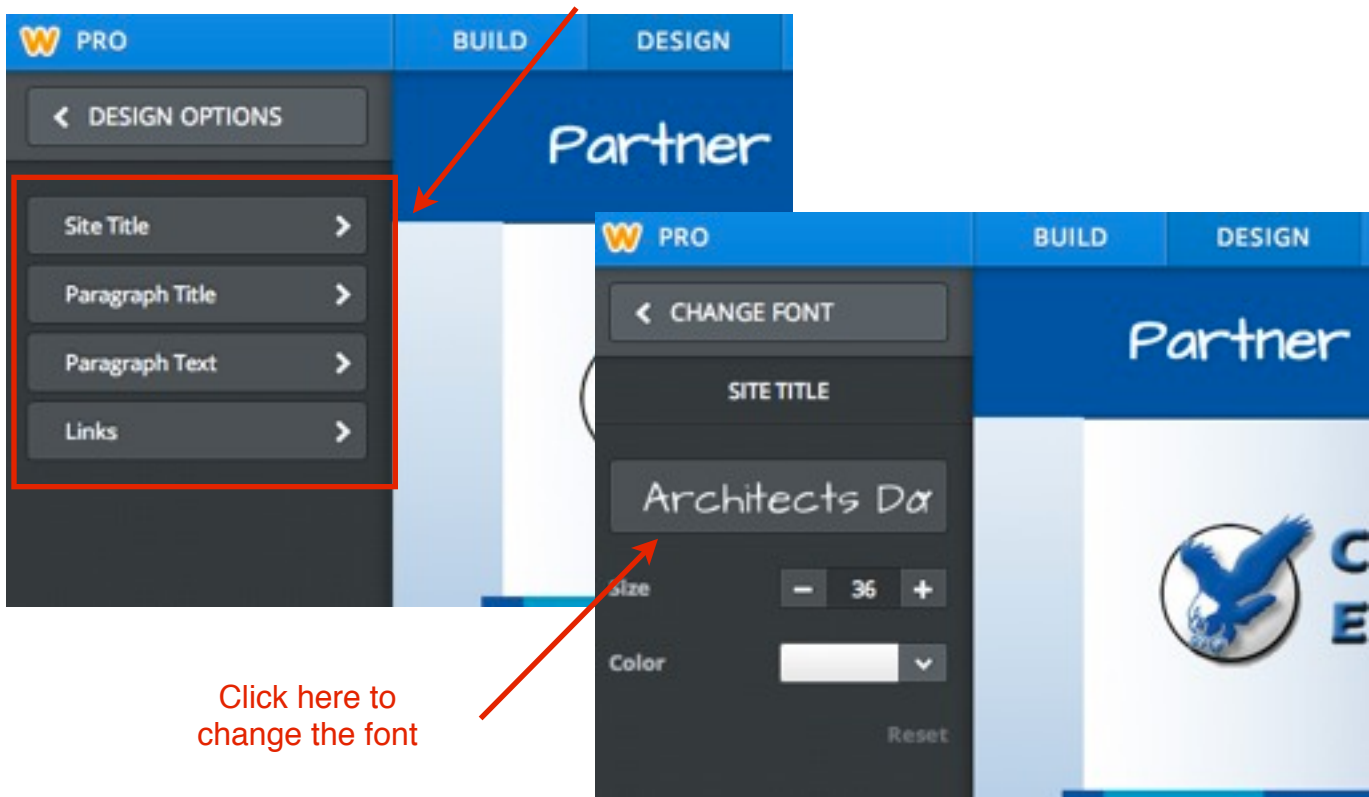 W PRO
BUILD
DESIGN
DESIGN OPTIONS
Partner
Site Title
Paragraph Title
Paragraph Text
Links
W PRO
BUILD
DESIGN
CHANGE FONT
Partner
SITE TITLE
Architects Da
C
E
Size
36
Color
Reset
Click here to
change the font